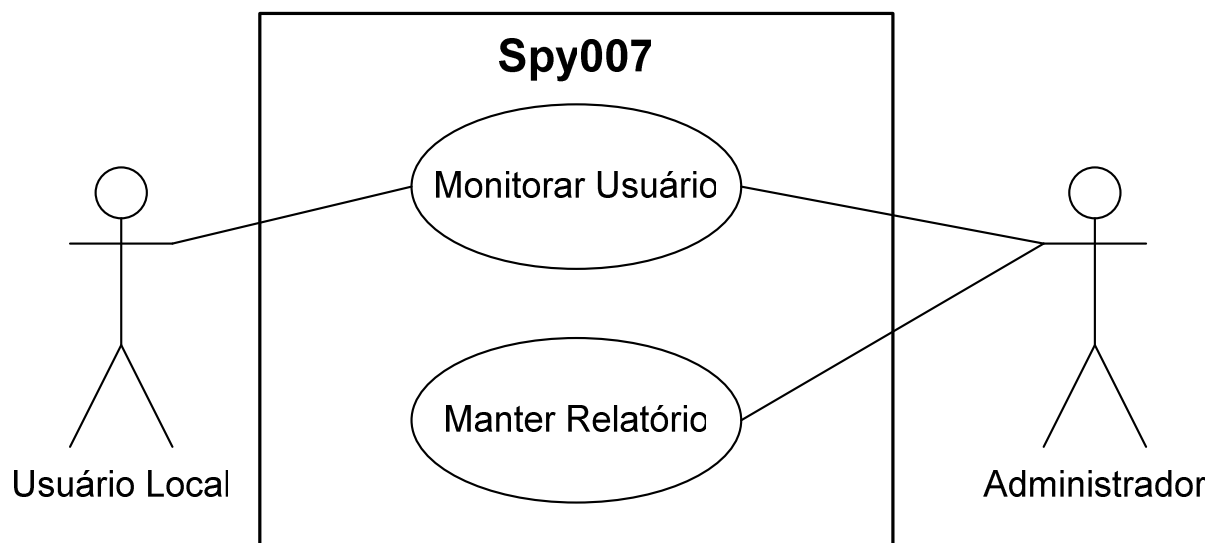 Spy007
Monitorar Usuário
Manter Relatório
Usuário Local
Administrador